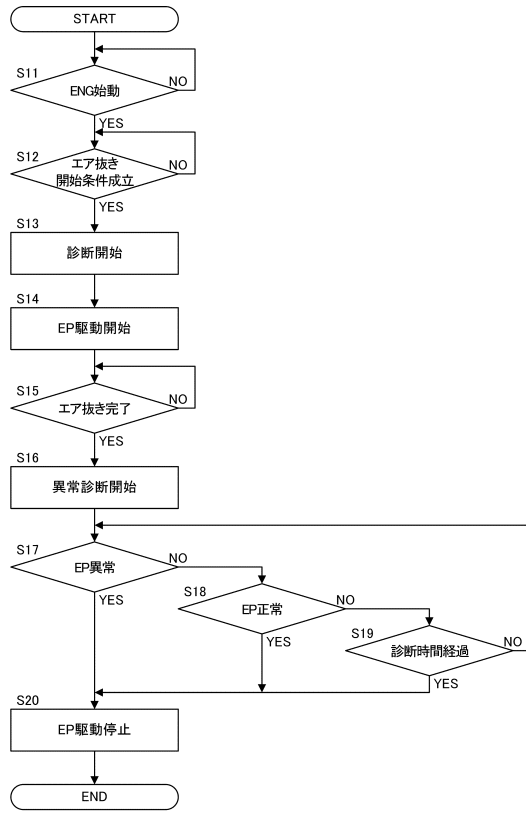 START
S11
ENG始動
NO
YES
S12
エア抜き
開始条件成立
NO
YES
S13
診断開始
S14
EP駆動開始
S15
エア抜き完了
NO
YES
S16
異常診断開始
S17
EP異常
NO
YES
S18
EP正常
NO
YES
S19
診断時間経過
NO
YES
S20
EP駆動停止
END